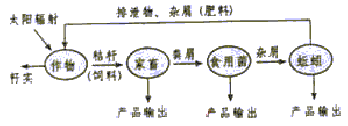 排泄物、杂屑（肥料）
太阳辐射
作物
秸秆
（饲料）
家畜
粪屑
食用菌
杂屑
蚯蚓
籽实
产品输出
产品输出
产品输出